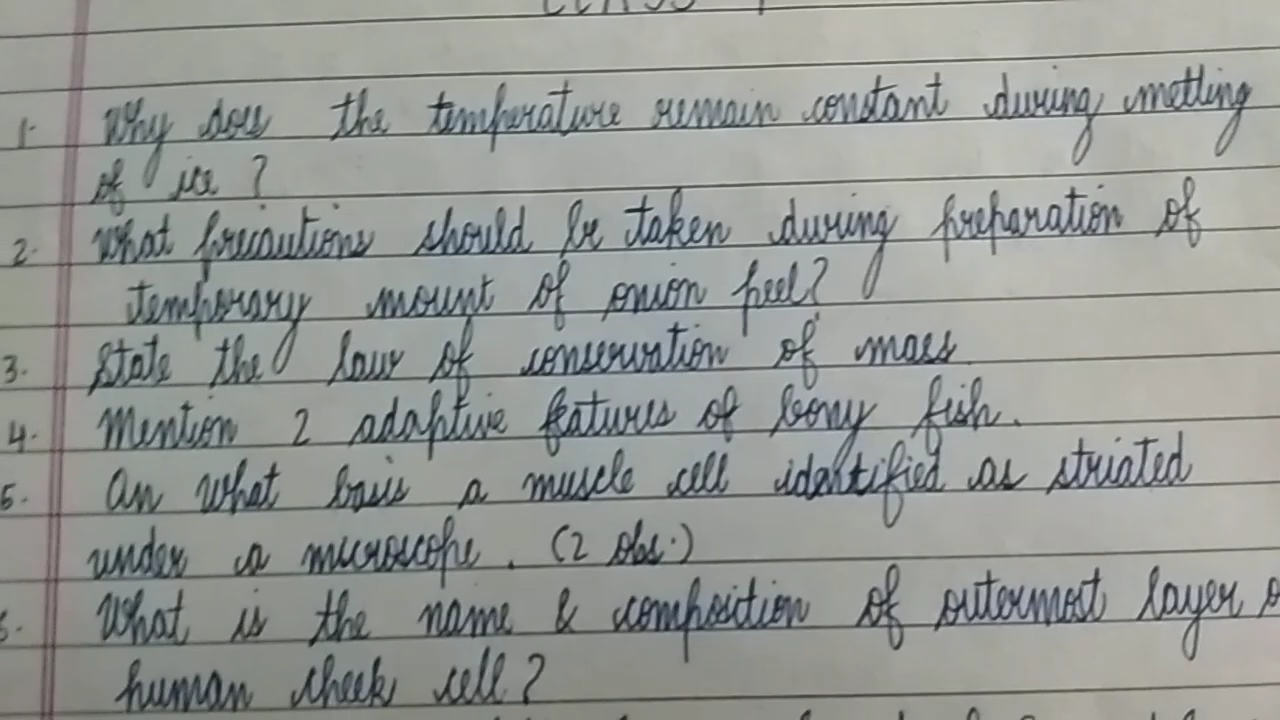 1. Why does the temperature remain constant during melting
of ice ?
2. What precautions should be taken during preparation of
temporary mount of onion peel?
3. State the law of conservation of mass.
4. Mention 2 adaptive features of bony fish.
5. On what basis a muscle cell identified as striated
under a microscope. (2 obs.)
6. What is the name & composition of outermost layer
human cheek cell?